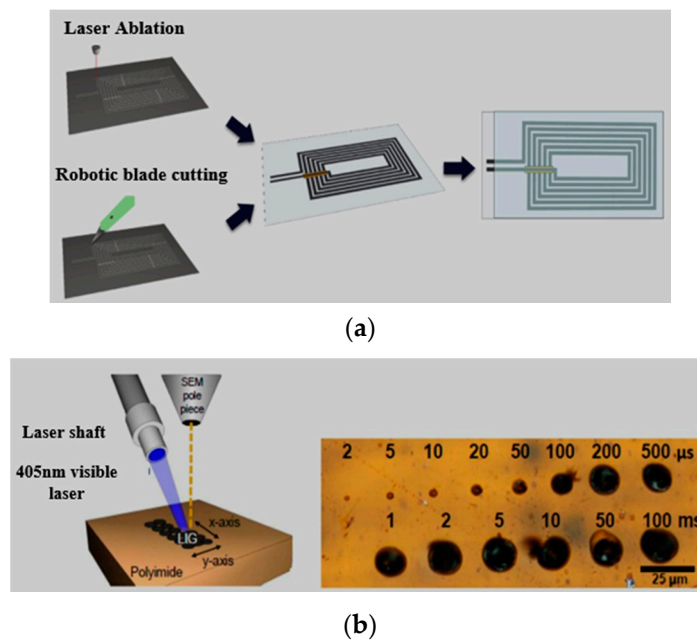 Laser Ablation
Robotic blade cutting
(a)
SEM
pole
piece
Laser shaft
405nm visible
laser
x-axis
LIG
y-axis
Polyimide
2 5 10 20 50 100 200 500 µs
1 2 5 10 50 100 ms
25 µm
(b)